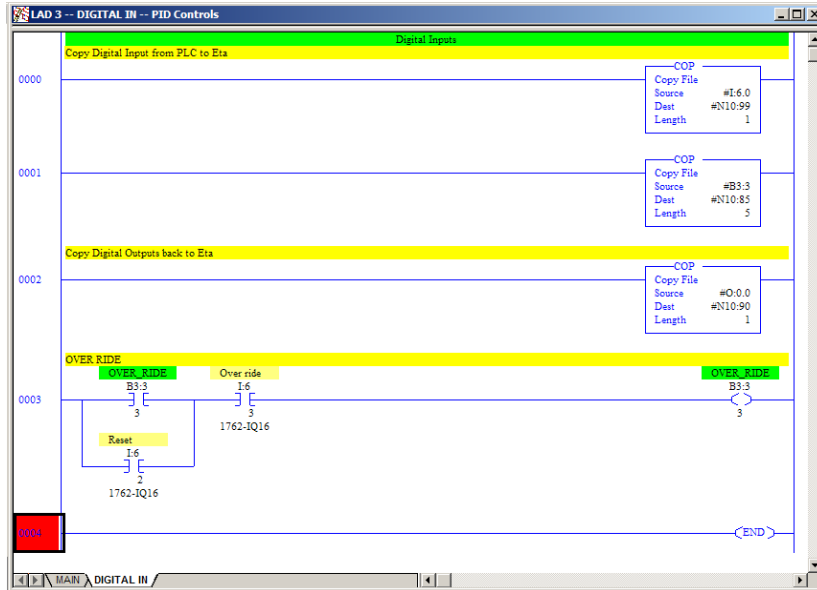 LAD 3 -- DIGITAL IN -- PID Controls
Digital Inputs
Copy Digital Input from PLC to Eta
0000
COP
Copy File
Source #I:6.0
Dest #N10:99
Length 1
0001
COP
Copy File
Source #B3:3
Dest #N10:85
Length 5
Copy Digital Outputs back to Eta
0002
COP
Copy File
Source #O:0.0
Dest #N10:90
Length 1
OVER RIDE
OVER_RIDE Over ride OVER_RIDE
B3:3 I:6 B3:3
0003
3 3 3
1762-IQ16
Reset
I:6
2
1762-IQ16
0004
END
MAIN DIGITAL IN